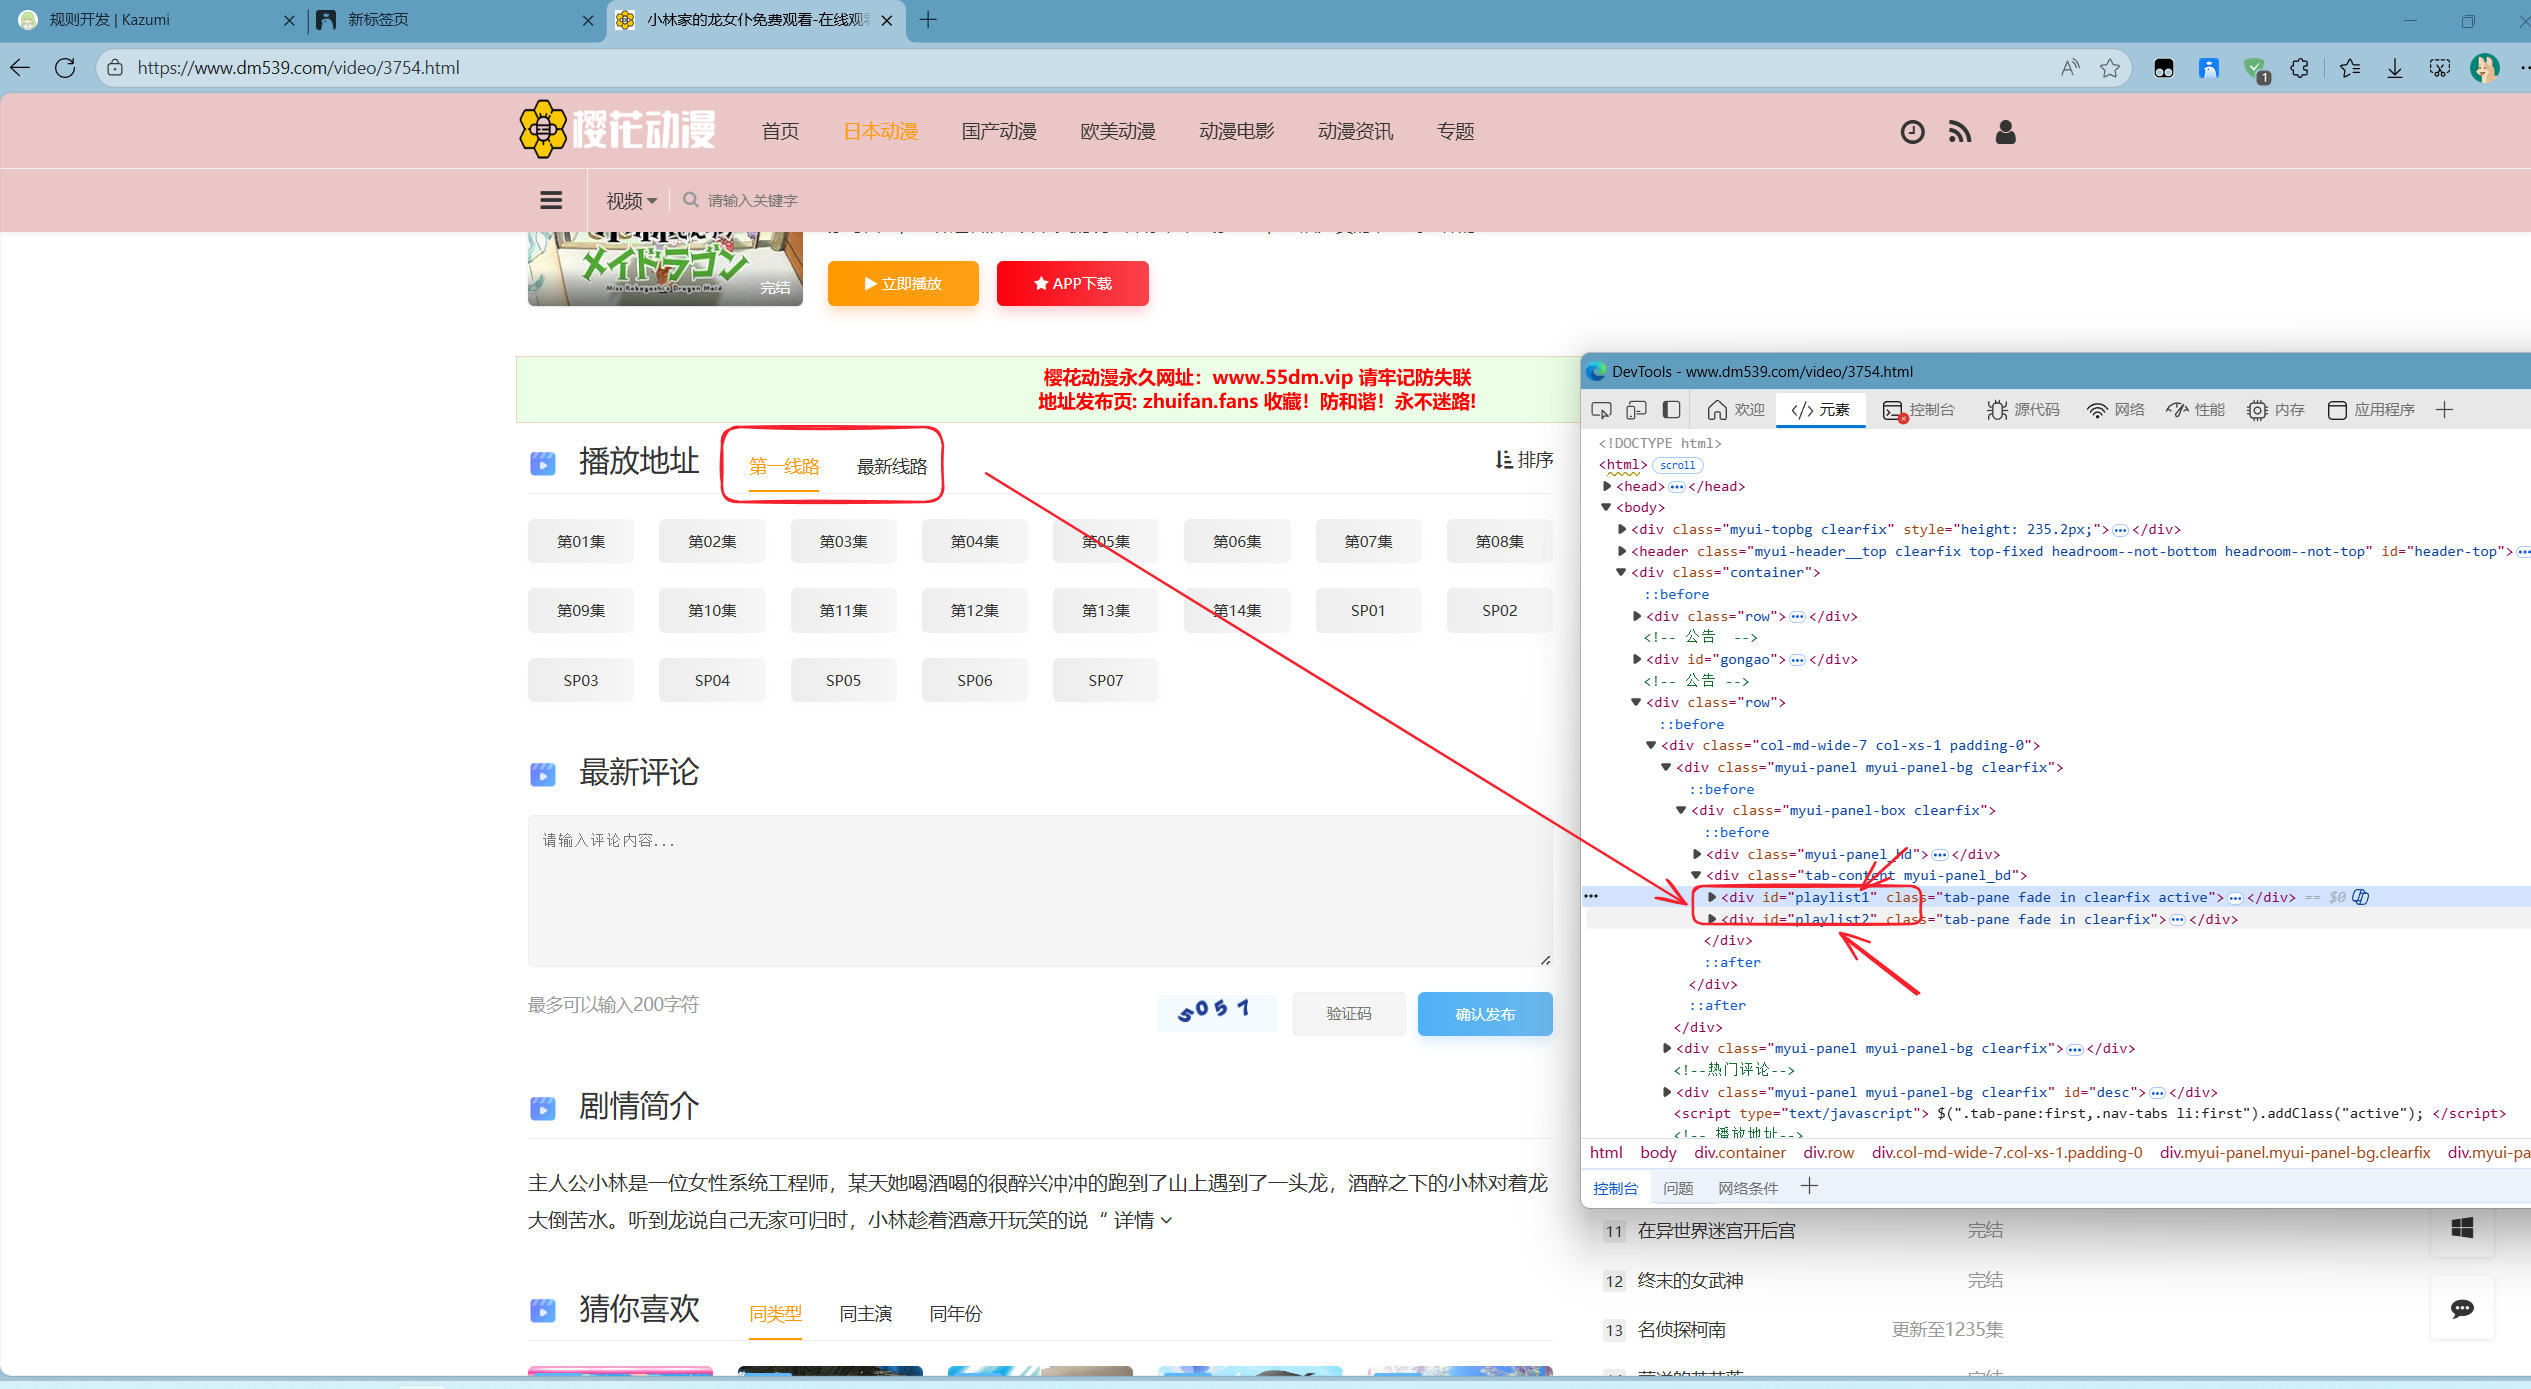 规则开发 | Kazumi
新标签页
小林家的龙女仆免费观看-在线观
https://www.dm539.com/video/3754.html
1
樱花动漫
首页 日本动漫 国产动漫 欧美动漫 动漫电影 动漫资讯 专题
视频 请输入关键字
メイドラゴン
Miss Kobayashi's Dragon Maid
完结
立即播放
APP下载
樱花动漫永久网址：www.55dm.vip 请牢记防失联
地址发布页: zhuifan.fans 收藏！防和谐！永不迷路!
播放地址 第一线路 最新线路 排序
第01集 第02集 第03集 第04集 第05集 第06集 第07集 第08集
第09集 第10集 第11集 第12集 第13集 第14集 SP01 SP02
SP03 SP04 SP05 SP06 SP07
最新评论
请输入评论内容...
最多可以输入200字符 5057 验证码 确认发布
剧情简介
主人公小林是一位女性系统工程师，某天她喝酒喝的很醉兴冲冲的跑到了山上遇到了一头龙，酒醉之下的小林对着龙
大倒苦水。听到龙说自己无家可归时，小林趁着酒意开玩笑的说“ 详情
猜你喜欢 同类型 同主演 同年份
DevTools - www.dm539.com/video/3754.html
欢迎 </> 元素 控制台 源代码 网络 性能 内存 应用程序
<!DOCTYPE html>
<html> scroll
<head>···</head>
<body>
<div class="myui-topbg clearfix" style="height: 235.2px;">···</div>
<header class="myui-header__top clearfix top-fixed headroom--not-bottom headroom--not-top" id="header-top">···
<div class="container">
::before
<div class="row">···</div>
<!-- 公告  -->
<div id="gongao">···</div>
<!-- 公告 -->
<div class="row">
::before
<div class="col-md-wide-7 col-xs-1 padding-0">
<div class="myui-panel myui-panel-bg clearfix">
::before
<div class="myui-panel-box clearfix">
::before
<div class="myui-panel_hd">···</div>
<div class="tab-content myui-panel_bd">
<div id="playlist1" class="tab-pane fade in clearfix active">···</div> == $0
<div id="playlist2" class="tab-pane fade in clearfix">···</div>
</div>
::after
</div>
::after
</div>
<div class="myui-panel myui-panel-bg clearfix">···</div>
<!--热门评论-->
<div class="myui-panel myui-panel-bg clearfix" id="desc">···</div>
<script type="text/javascript"> $(".tab-pane:first,.nav-tabs li:first").addClass("active"); </script>
<!-- 播放地址-->
html body div.container div.row div.col-md-wide-7.col-xs-1.padding-0 div.myui-panel.myui-panel-bg.clearfix div.myui-pa
控制台 问题 网络条件
11 在异世界迷宫开后宫 完结
12 终末的女武神 完结
13 名侦探柯南 更新至1235集